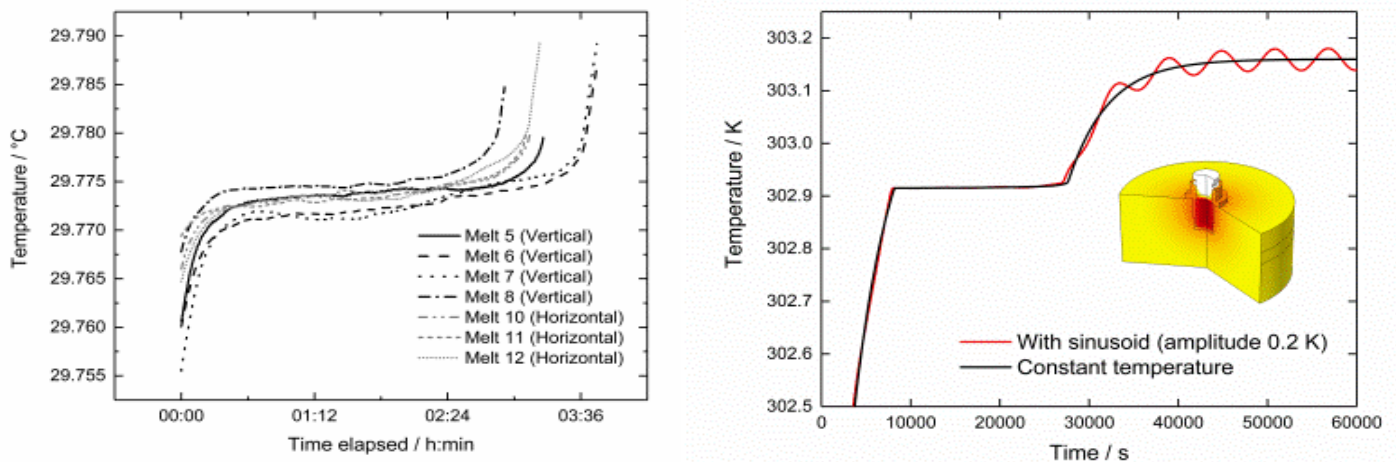 29.790
29.785
29.780
29.775
29.770
29.765
29.760
29.755
Temperature / °C
Melt 5 (Vertical)
Melt 6 (Vertical)
Melt 7 (Vertical)
Melt 8 (Vertical)
Melt 10 (Horizontal)
Melt 11 (Horizontal)
Melt 12 (Horizontal)
00:00 01:12 02:24 03:36
Time elapsed / h:min
303.2
303.1
303.0
302.9
302.8
302.7
302.6
302.5
Temperature / K
With sinusoid (amplitude 0.2 K)
Constant temperature
0 10000 20000 30000 40000 50000 60000
Time / s